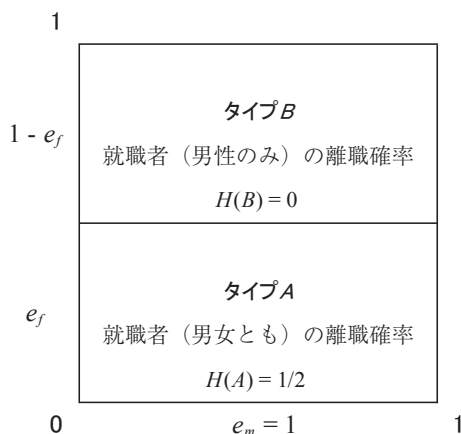 1
タイプB
1 - e_f
就職者（男性のみ）の離職確率
H(B) = 0
タイプA
e_f
就職者（男女とも）の離職確率
H(A) = 1/2
0
e_m = 1
1